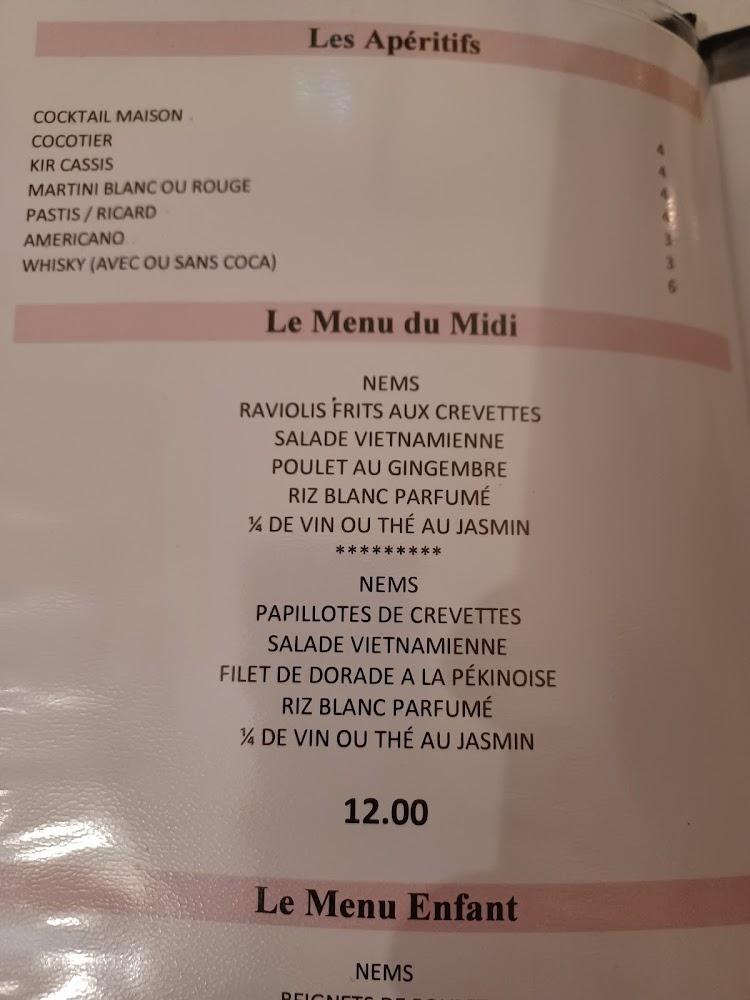 Les Apéritifs
COCKTAIL MAISON 4
COCOTIER 4
KIR CASSIS 4
MARTINI BLANC OU ROUGE 4
PASTIS / RICARD 3
AMERICANO 3
WHISKY (AVEC OU SANS COCA) 6
Le Menu du Midi
NEMS
RAVIOLIS FRITS AUX CREVETTES
SALADE VIETNAMIENNE
POULET AU GINGEMBRE
RIZ BLANC PARFUMÉ
¼ DE VIN OU THÉ AU JASMIN
*********
NEMS
PAPILLOTES DE CREVETTES
SALADE VIETNAMIENNE
FILET DE DORADE A LA PÉKINOISE
RIZ BLANC PARFUMÉ
¼ DE VIN OU THÉ AU JASMIN
12.00
Le Menu Enfant
NEMS
BEIGNETS DE